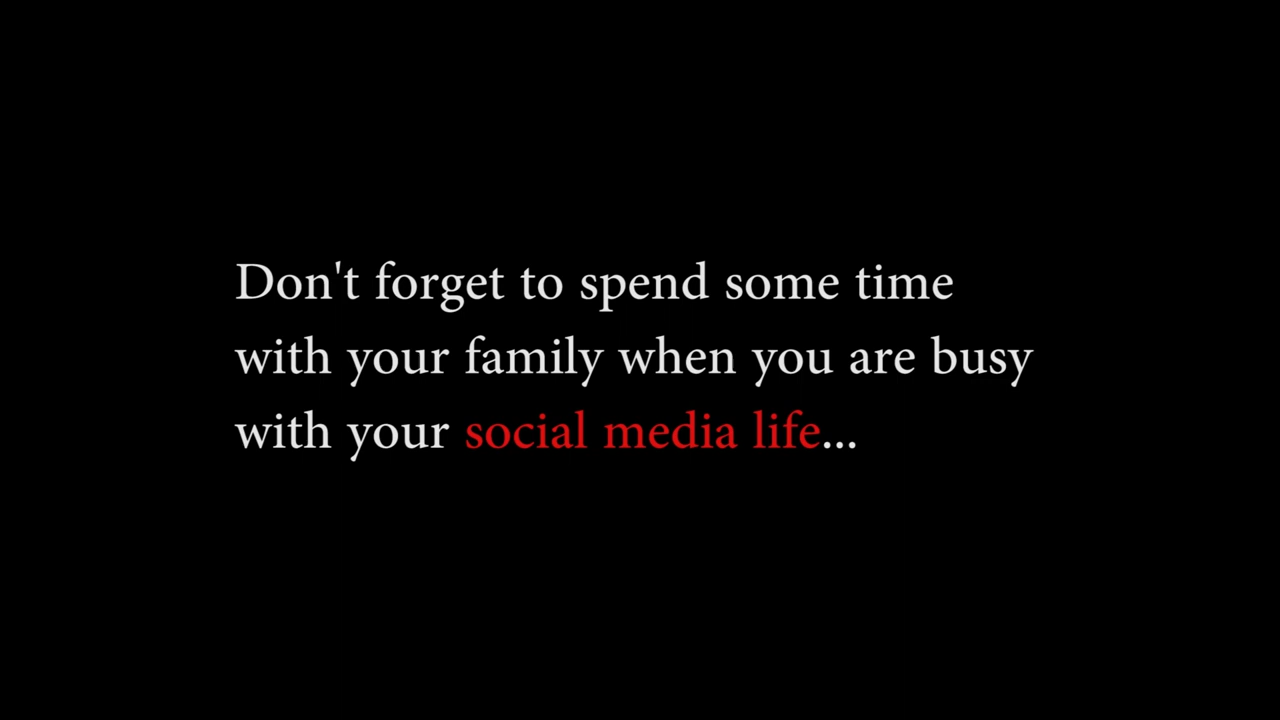 Don't forget to spend some time
with your family when you are busy
with your social media life...